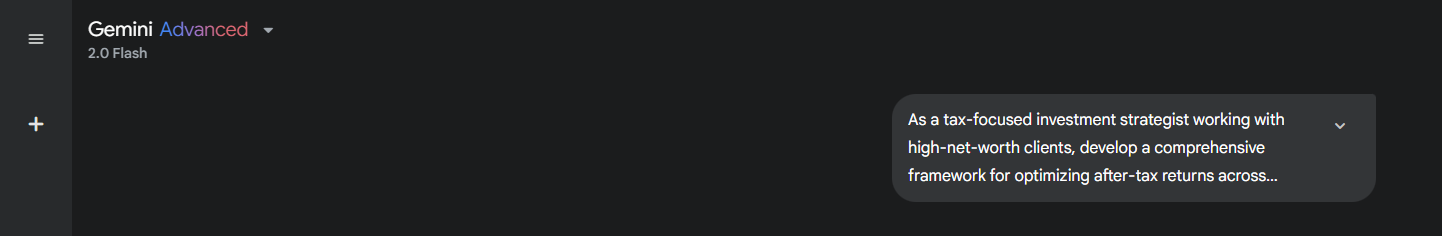 Gemini Advanced
2.0 Flash
As a tax-focused investment strategist working with
high-net-worth clients, develop a comprehensive
framework for optimizing after-tax returns across...